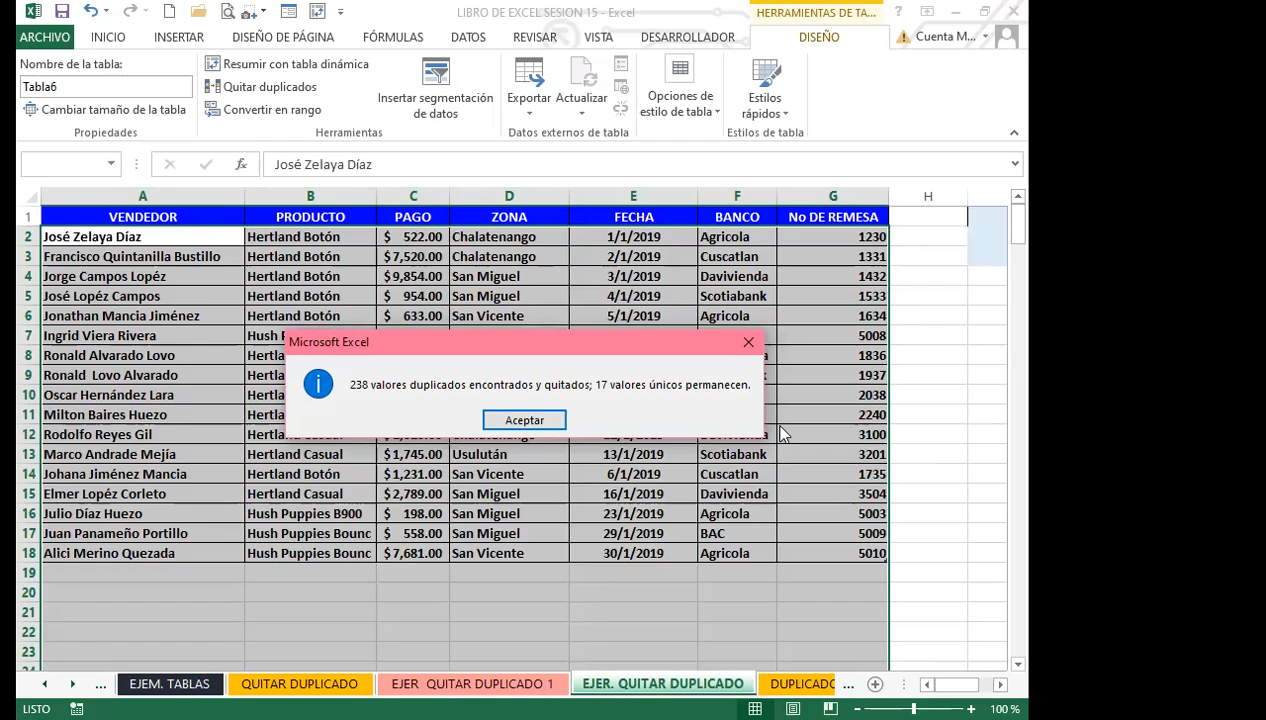 LIBRO DE EXCEL SESION 15 - Excel
HERRAMIENTAS DE TA...
?
ARCHIVO INICIO INSERTAR DISEÑO DE PÁGINA FÓRMULAS DATOS REVISAR VISTA DESARROLLADOR DISEÑO Cuenta M...
Nombre de la tabla:
Tabla6
Cambiar tamaño de la tabla
Propiedades
Resumir con tabla dinámica
Quitar duplicados
Convertir en rango
Insertar segmentación
de datos
Herramientas
Exportar Actualizar
Datos externos de tabla
Opciones de
estilo de tabla
Estilos
rápidos
Estilos de tabla
fx José Zelaya Díaz
A B C D E F G H
1 VENDEDOR PRODUCTO PAGO ZONA FECHA BANCO No DE REMESA
2 José Zelaya Díaz Hertland Botón $ 522.00 Chalatenango 1/1/2019 Agricola 1230
3 Francisco Quintanilla Bustillo Hertland Botón $7,520.00 Chalatenango 2/1/2019 Cuscatlan 1331
4 Jorge Campos Lopéz Hertland Botón $9,854.00 San Miguel 3/1/2019 Davivienda 1432
5 José Lopéz Campos Hertland Botón $ 954.00 San Miguel 4/1/2019 Scotiabank 1533
6 Jonathan Mancia Jiménez Hertland Botón $ 633.00 San Vicente 5/1/2019 Agricola 1634
7 Ingrid Viera Rivera Hush P 5008
8 Ronald Alvarado Lovo Hertla 1836
9 Ronald  Lovo Alvarado Hertla 1937
10 Oscar Hernández Lara Hertla 2038
11 Milton Baires Huezo Hertla 2240
12 Rodolfo Reyes Gil 3100
13 Marco Andrade Mejía Hertland Casual $1,745.00 Usulután 13/1/2019 Scotiabank 3201
14 Johana Jiménez Mancia Hertland Botón $1,231.00 San Vicente 6/1/2019 Cuscatlan 1735
15 Elmer Lopéz Corleto Hertland Casual $2,789.00 San Miguel 16/1/2019 Davivienda 3504
16 Julio Díaz Huezo Hush Puppies B900 $ 198.00 San Miguel 23/1/2019 Agricola 5003
17 Juan Panameño Portillo Hush Puppies Bounc $ 558.00 San Miguel 29/1/2019 BAC 5009
18 Alici Merino Quezada Hush Puppies Bounc $7,681.00 San Vicente 30/1/2019 Agricola 5010
19
20
21
22
23
Microsoft Excel
238 valores duplicados encontrados y quitados; 17 valores únicos permanecen.
Aceptar
... EJEM. TABLAS QUITAR DUPLICADO EJER QUITAR DUPLICADO 1 EJER. QUITAR DUPLICADO DUPLICADO ...
LISTO 100 %